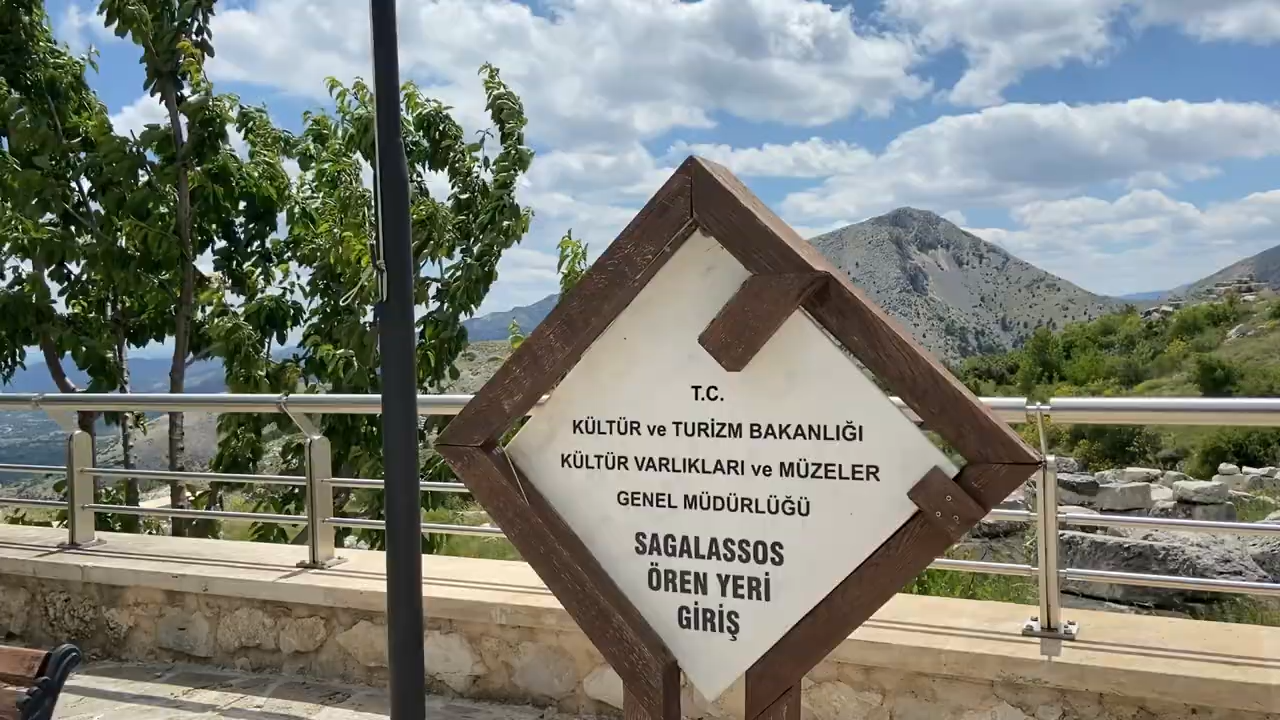 T.C.
KÜLTÜR ve TURİZM BAKANLIĞI
KÜLTÜR VARLIKLARI ve MÜZELER
GENEL MÜDÜRLÜĞÜ
SAGALASSOS
ÖREN YERİ
GİRİŞ